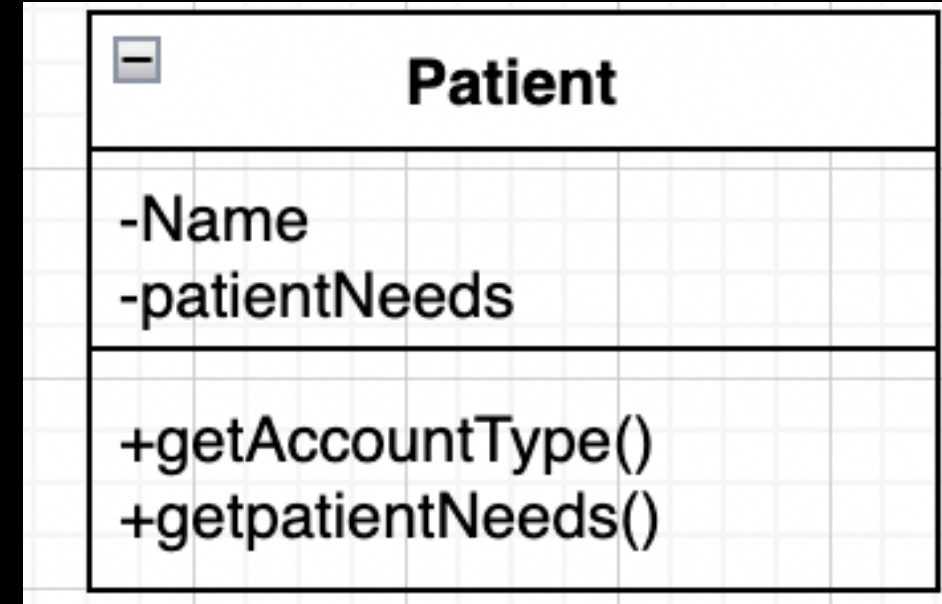 Patient
-Name
-patientNeeds
+getAccountType()
+getpatientNeeds()